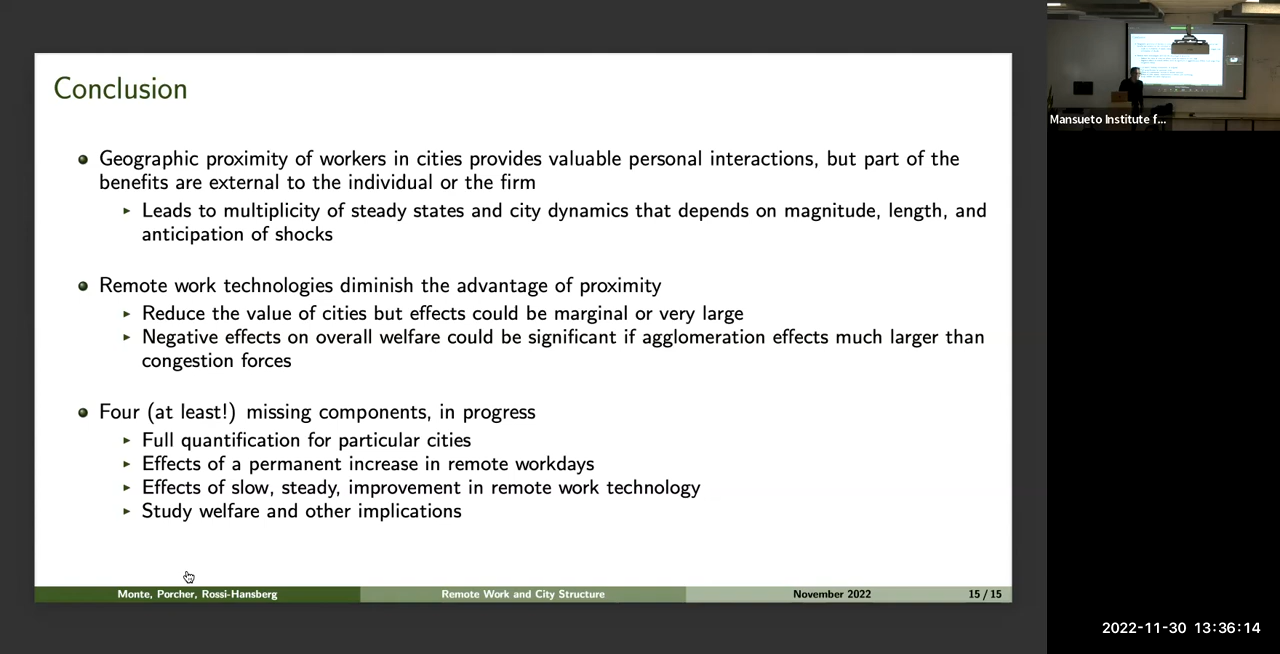 Conclusion
Geographic proximity of workers in cities provides valuable personal interactions, but part of the
benefits are external to the individual or the firm
Leads to multiplicity of steady states and city dynamics that depends on magnitude, length, and
anticipation of shocks
Remote work technologies diminish the advantage of proximity
Reduce the value of cities but effects could be marginal or very large
Negative effects on overall welfare could be significant if agglomeration effects much larger than
congestion forces
Four (at least!) missing components, in progress
Full quantification for particular cities
Effects of a permanent increase in remote workdays
Effects of slow, steady, improvement in remote work technology
Study welfare and other implications
Monte, Porcher, Rossi-Hansberg
Remote Work and City Structure
November 2022
15 / 15
Mansueto Institute f...
2022-11-30 13:36:14